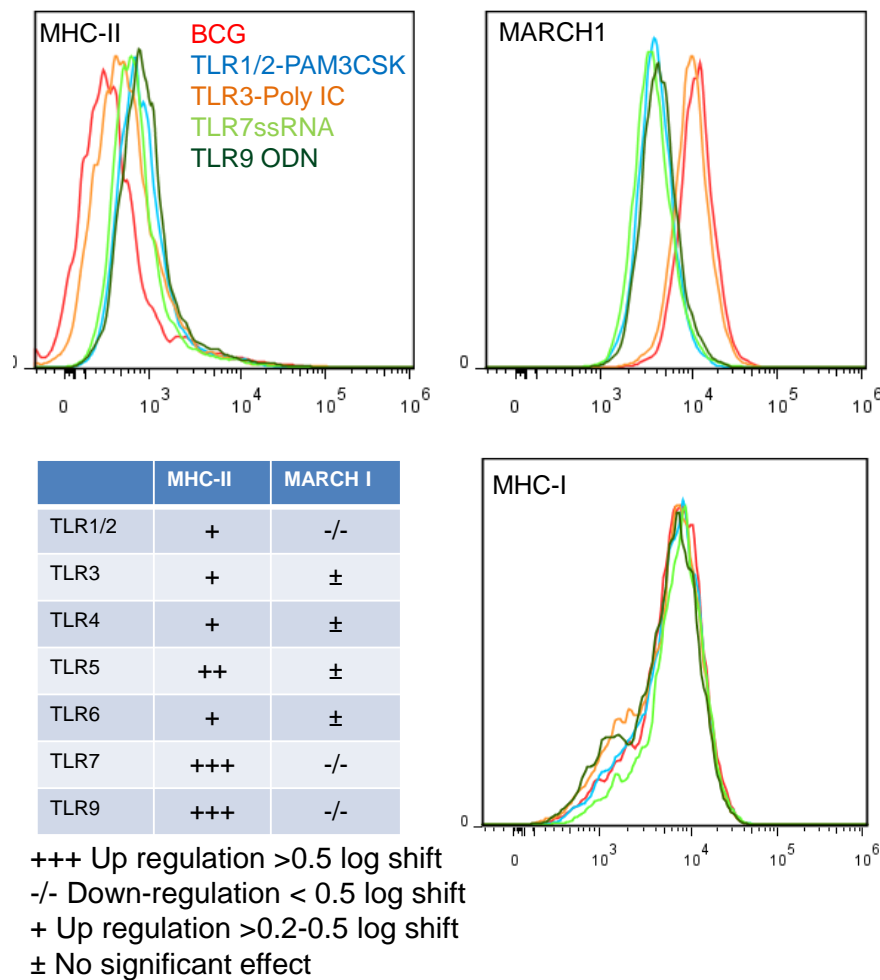 MHC-II
BCG
TLR1/2-PAM3CSK
TLR3-Poly IC
TLR7ssRNA
TLR9 ODN
0 10³ 10⁴ 10⁵ 10⁶
MARCH1
0
0 10³ 10⁴ 10⁵ 10⁶
MHC-II MARCH I
TLR1/2 + -/-
TLR3 + ±
TLR4 + ±
TLR5 ++ ±
TLR6 + ±
TLR7 +++ -/-
TLR9 +++ -/-
MHC-I
0
0 10³ 10⁴ 10⁵ 10⁶
+++ Up regulation >0.5 log shift
-/- Down-regulation < 0.5 log shift
+ Up regulation >0.2-0.5 log shift
± No significant effect